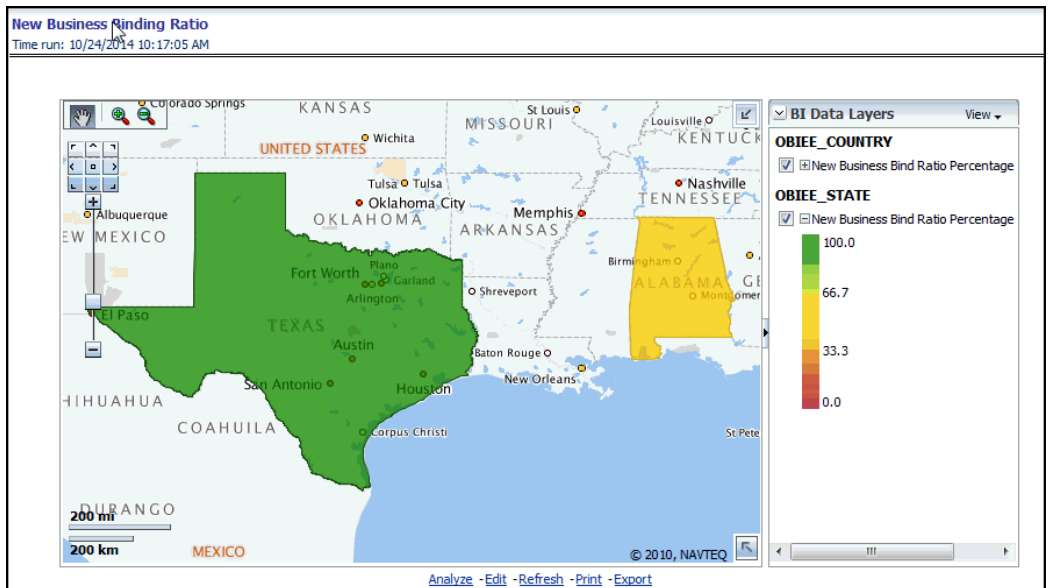 New Business Binding Ratio
Time run: 10/24/2014 10:17:05 AM
BI Data Layers
View
OBIEE_COUNTRY
New Business Bind Ratio Percentage
OBIEE_STATE
New Business Bind Ratio Percentage
100.0
66.7
33.3
0.0
Colorado Springs
KANSAS
St Louis
MISSOURI
Louisville
KENTUCK
Wichita
UNITED STATES
Tulsa
Tulsa
Nashville
TENNESSEE
Oklahoma City
Memphis
Albuquerque
OKLAHOMA
ARKANSAS
EW MEXICO
Birmingham
Plano
Fort Worth
Garland
ALABAMA
GE
Arlington
Shreveport
Montgomer
El Paso
TEXAS
Austin
Baton Rouge
San Antonio
Houston
New Orleans
HIHUAHUA
COAHUILA
Corpus Christi
St Pete
DURANGO
200 mi
200 km
MEXICO
© 2010, NAVTEQ
Analyze - Edit - Refresh - Print - Export